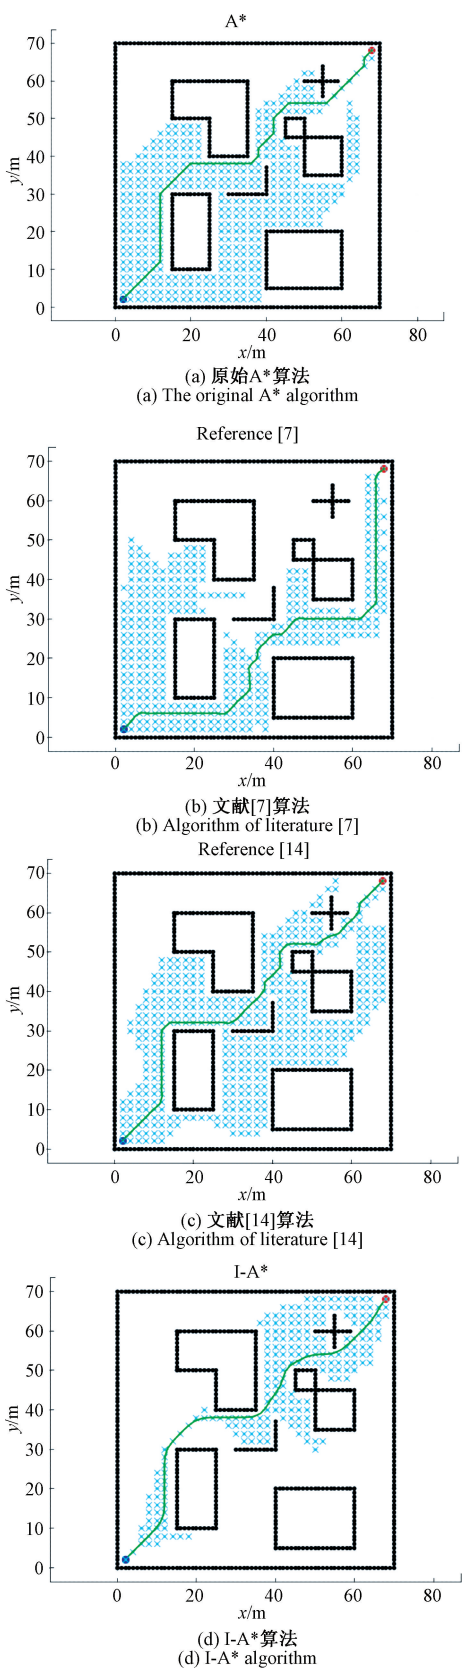 A*
70
60
50
40
30
20
10
0
y/m
0 20 40 60 80
x/m
(a) 原始A*算法
(a) The original A* algorithm
Reference [7]
70
60
50
40
30
20
10
0
y/m
0 20 40 60 80
x/m
(b) 文献[7]算法
(b) Algorithm of literature [7]
Reference [14]
70
60
50
40
30
20
10
0
y/m
0 20 40 60 80
x/m
(c) 文献[14]算法
(c) Algorithm of literature [14]
I-A*
70
60
50
40
30
20
10
0
y/m
0 20 40 60 80
x/m
(d) I-A*算法
(d) I-A* algorithm